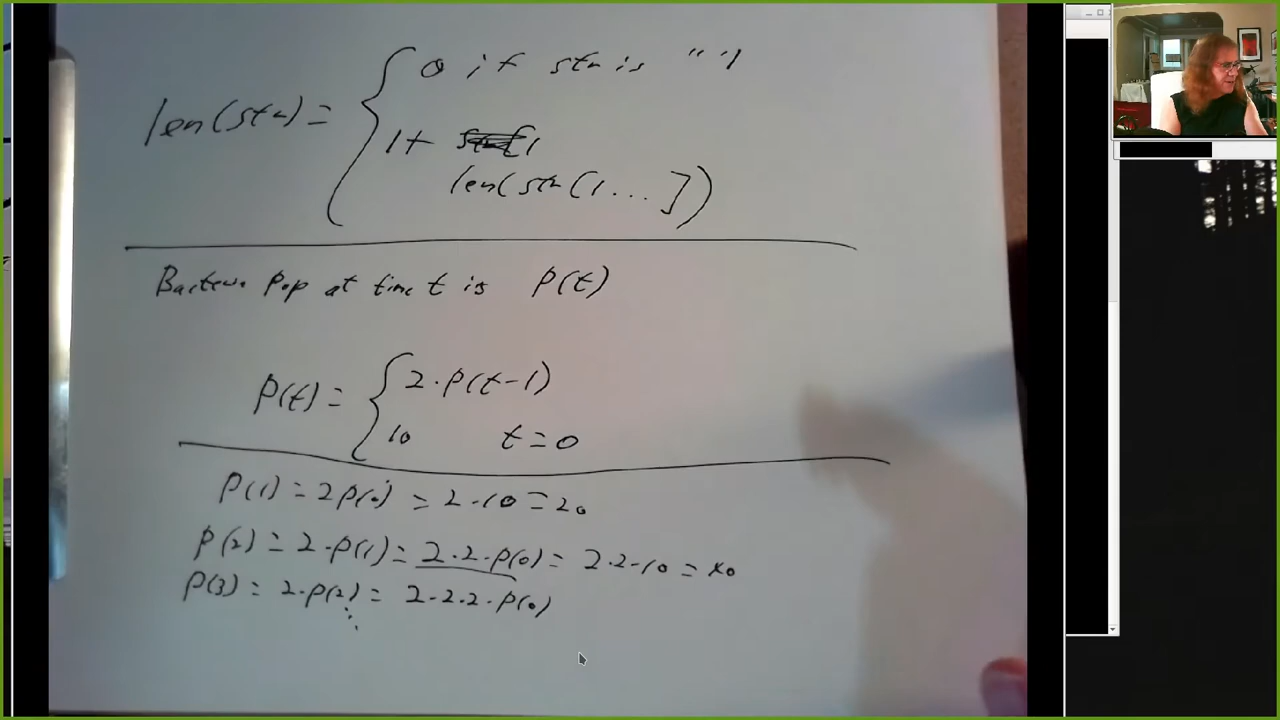 len(str) = { 0 if str is " "
1+
len(str[1...])
Bacteria Pop at time t is P(t)
P(t) = { 2·P(t-1)
10 t=0
P(1) = 2P(0) = 2·10 = 20
P(2) = 2·P(1) = 2·2·P(0) = 2·2·10 = 40
P(3) = 2·P(2) = 2·2·2·P(0)
⋱